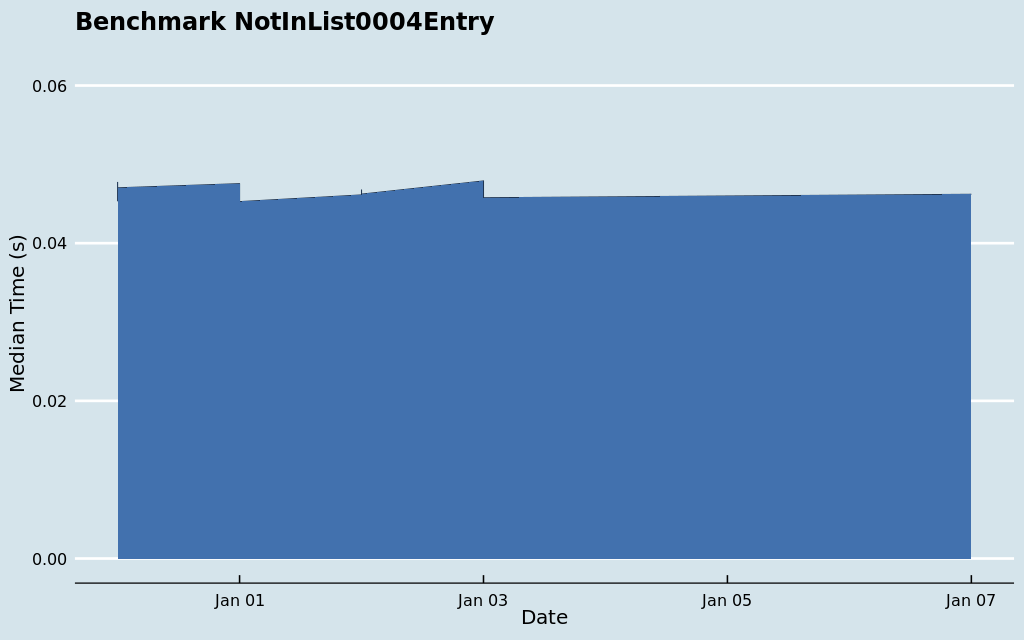 Benchmark NotInList0004Entry
0.06
0.04
0.02
0.00
Median Time (s)
Jan 01 Jan 03 Jan 05 Jan 07
Date